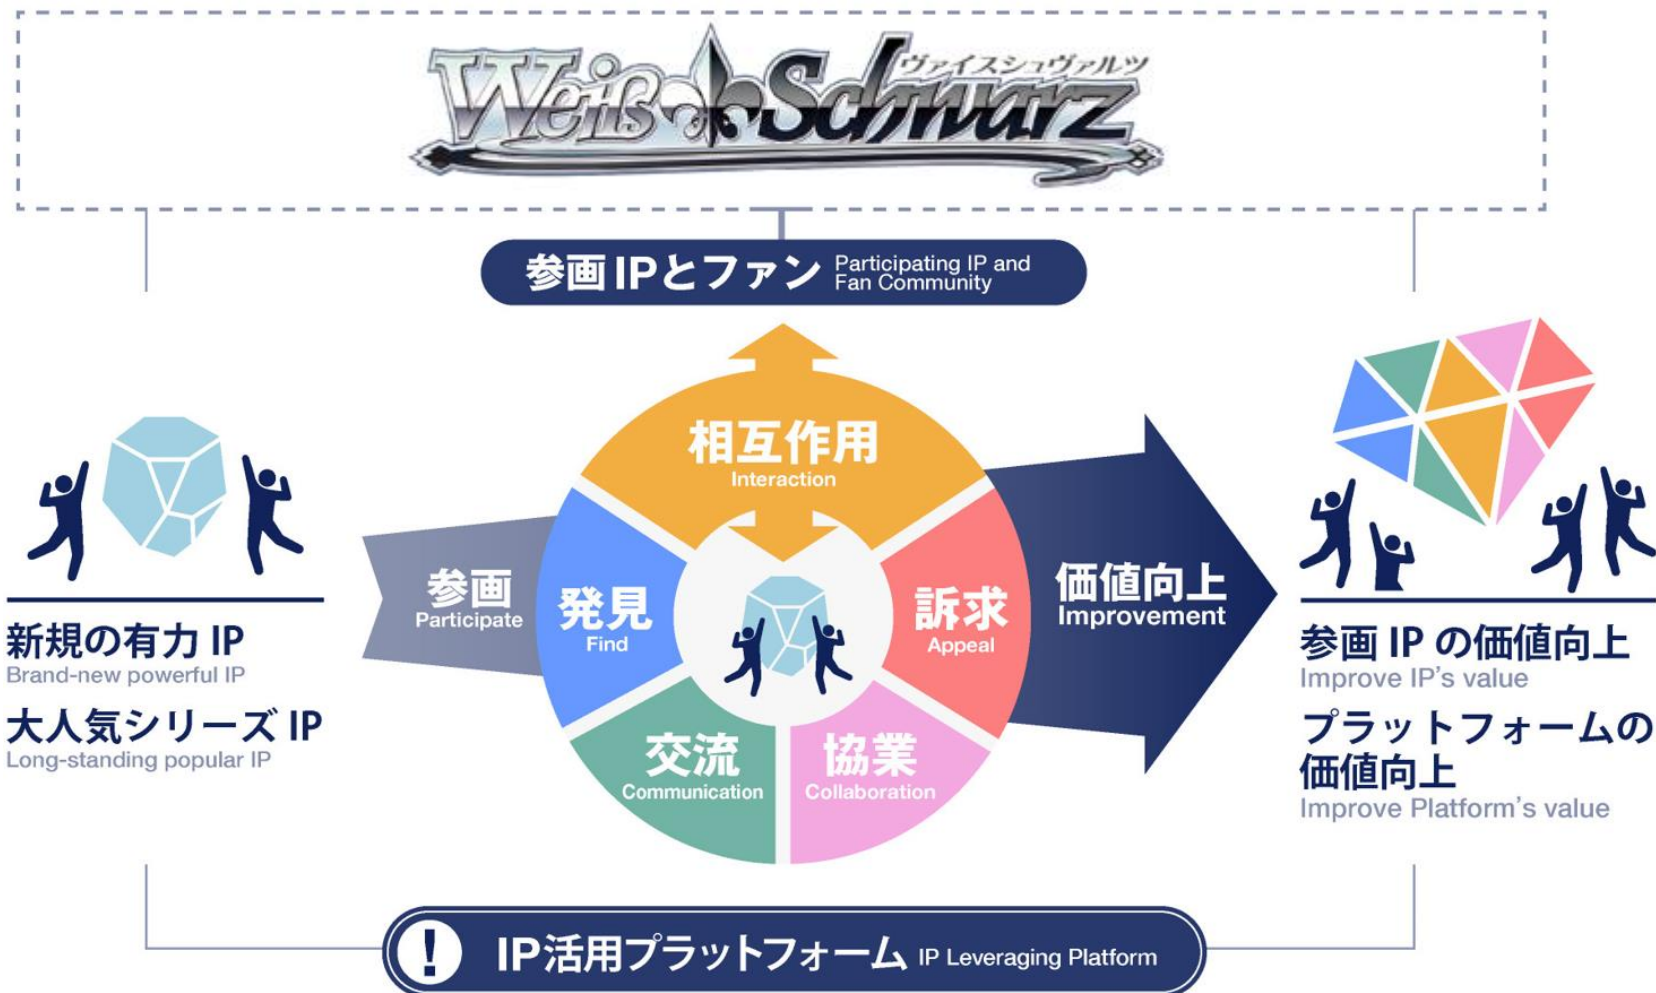 Weiß Schwarz
ヴァイスシュヴァルツ
参画IPとファン Participating IP and
Fan Community
相互作用
Interaction
参画
Participate
発見
Find
訴求
Appeal
交流
Communication
協業
Collaboration
価値向上
Improvement
新規の有力 IP
Brand-new powerful IP
大人気シリーズ IP
Long-standing popular IP
参画 IP の価値向上
Improve IP's value
プラットフォームの
価値向上
Improve Platform's value
! IP活用プラットフォーム IP Leveraging Platform